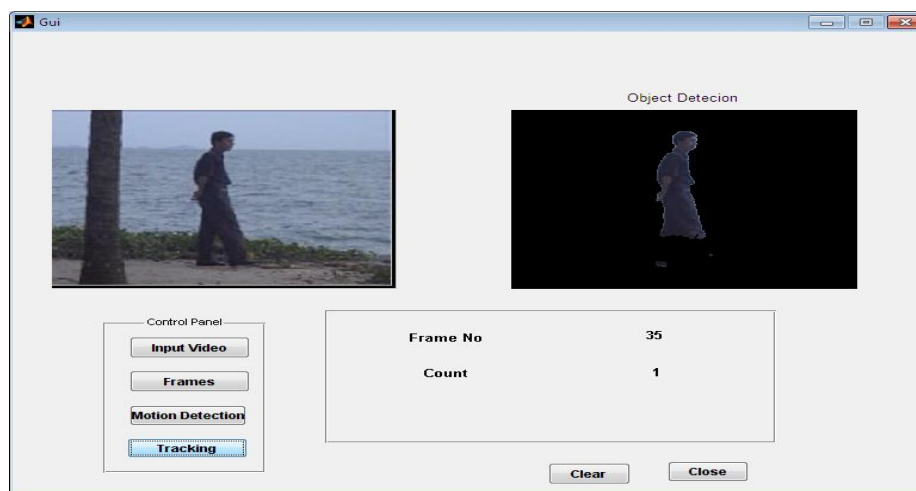 Gui
Object Detecion
Control Panel
Input Video
Frames
Motion Detection
Tracking
Frame No 35
Count 1
Clear Close